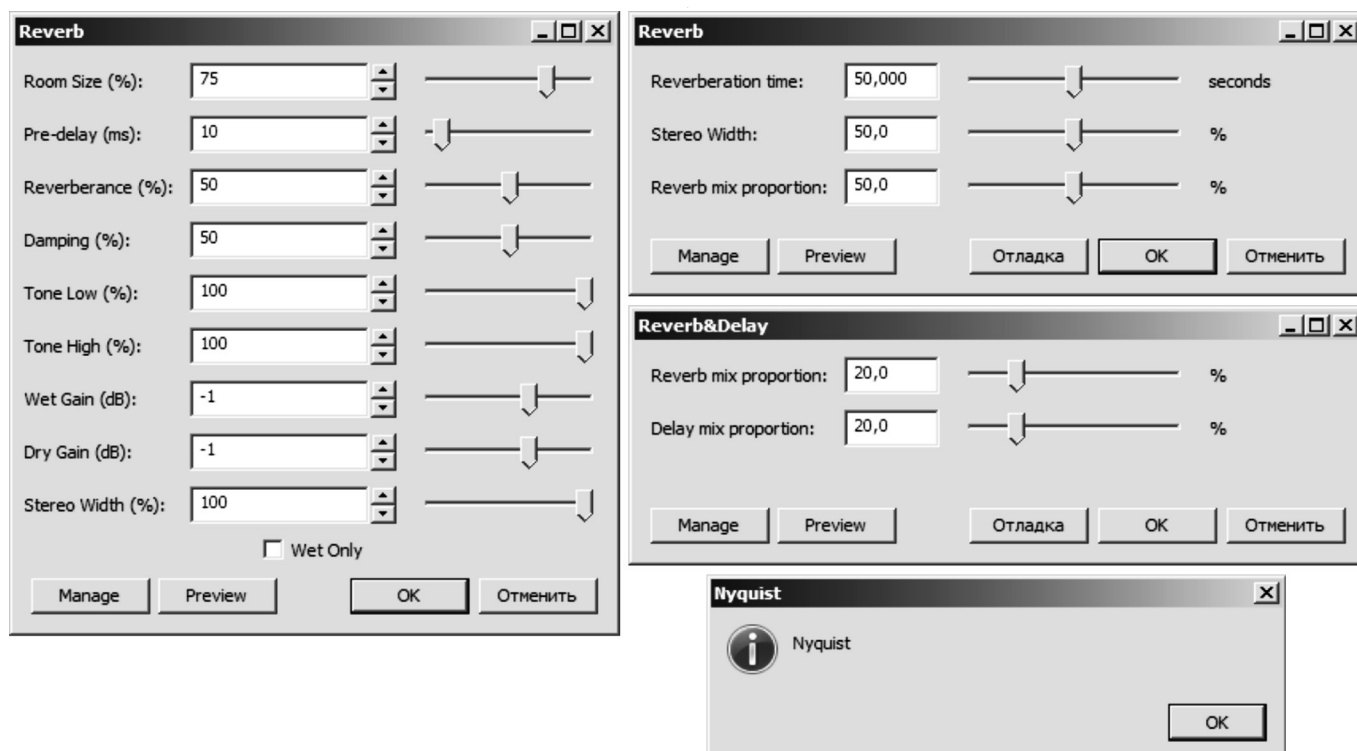 Reverb
Room Size (%): 75
Pre-delay (ms): 10
Reverberance (%): 50
Damping (%): 50
Tone Low (%): 100
Tone High (%): 100
Wet Gain (dB): -1
Dry Gain (dB): -1
Stereo Width (%): 100
Wet Only
Manage Preview OK Отменить
Reverb
Reverberation time: 50,000 seconds
Stereo Width: 50,0 %
Reverb mix proportion: 50,0 %
Manage Preview Отладка OK Отменить
Reverb&Delay
Reverb mix proportion: 20,0 %
Delay mix proportion: 20,0 %
Manage Preview Отладка OK Отменить
Nyquist
Nyquist
OK